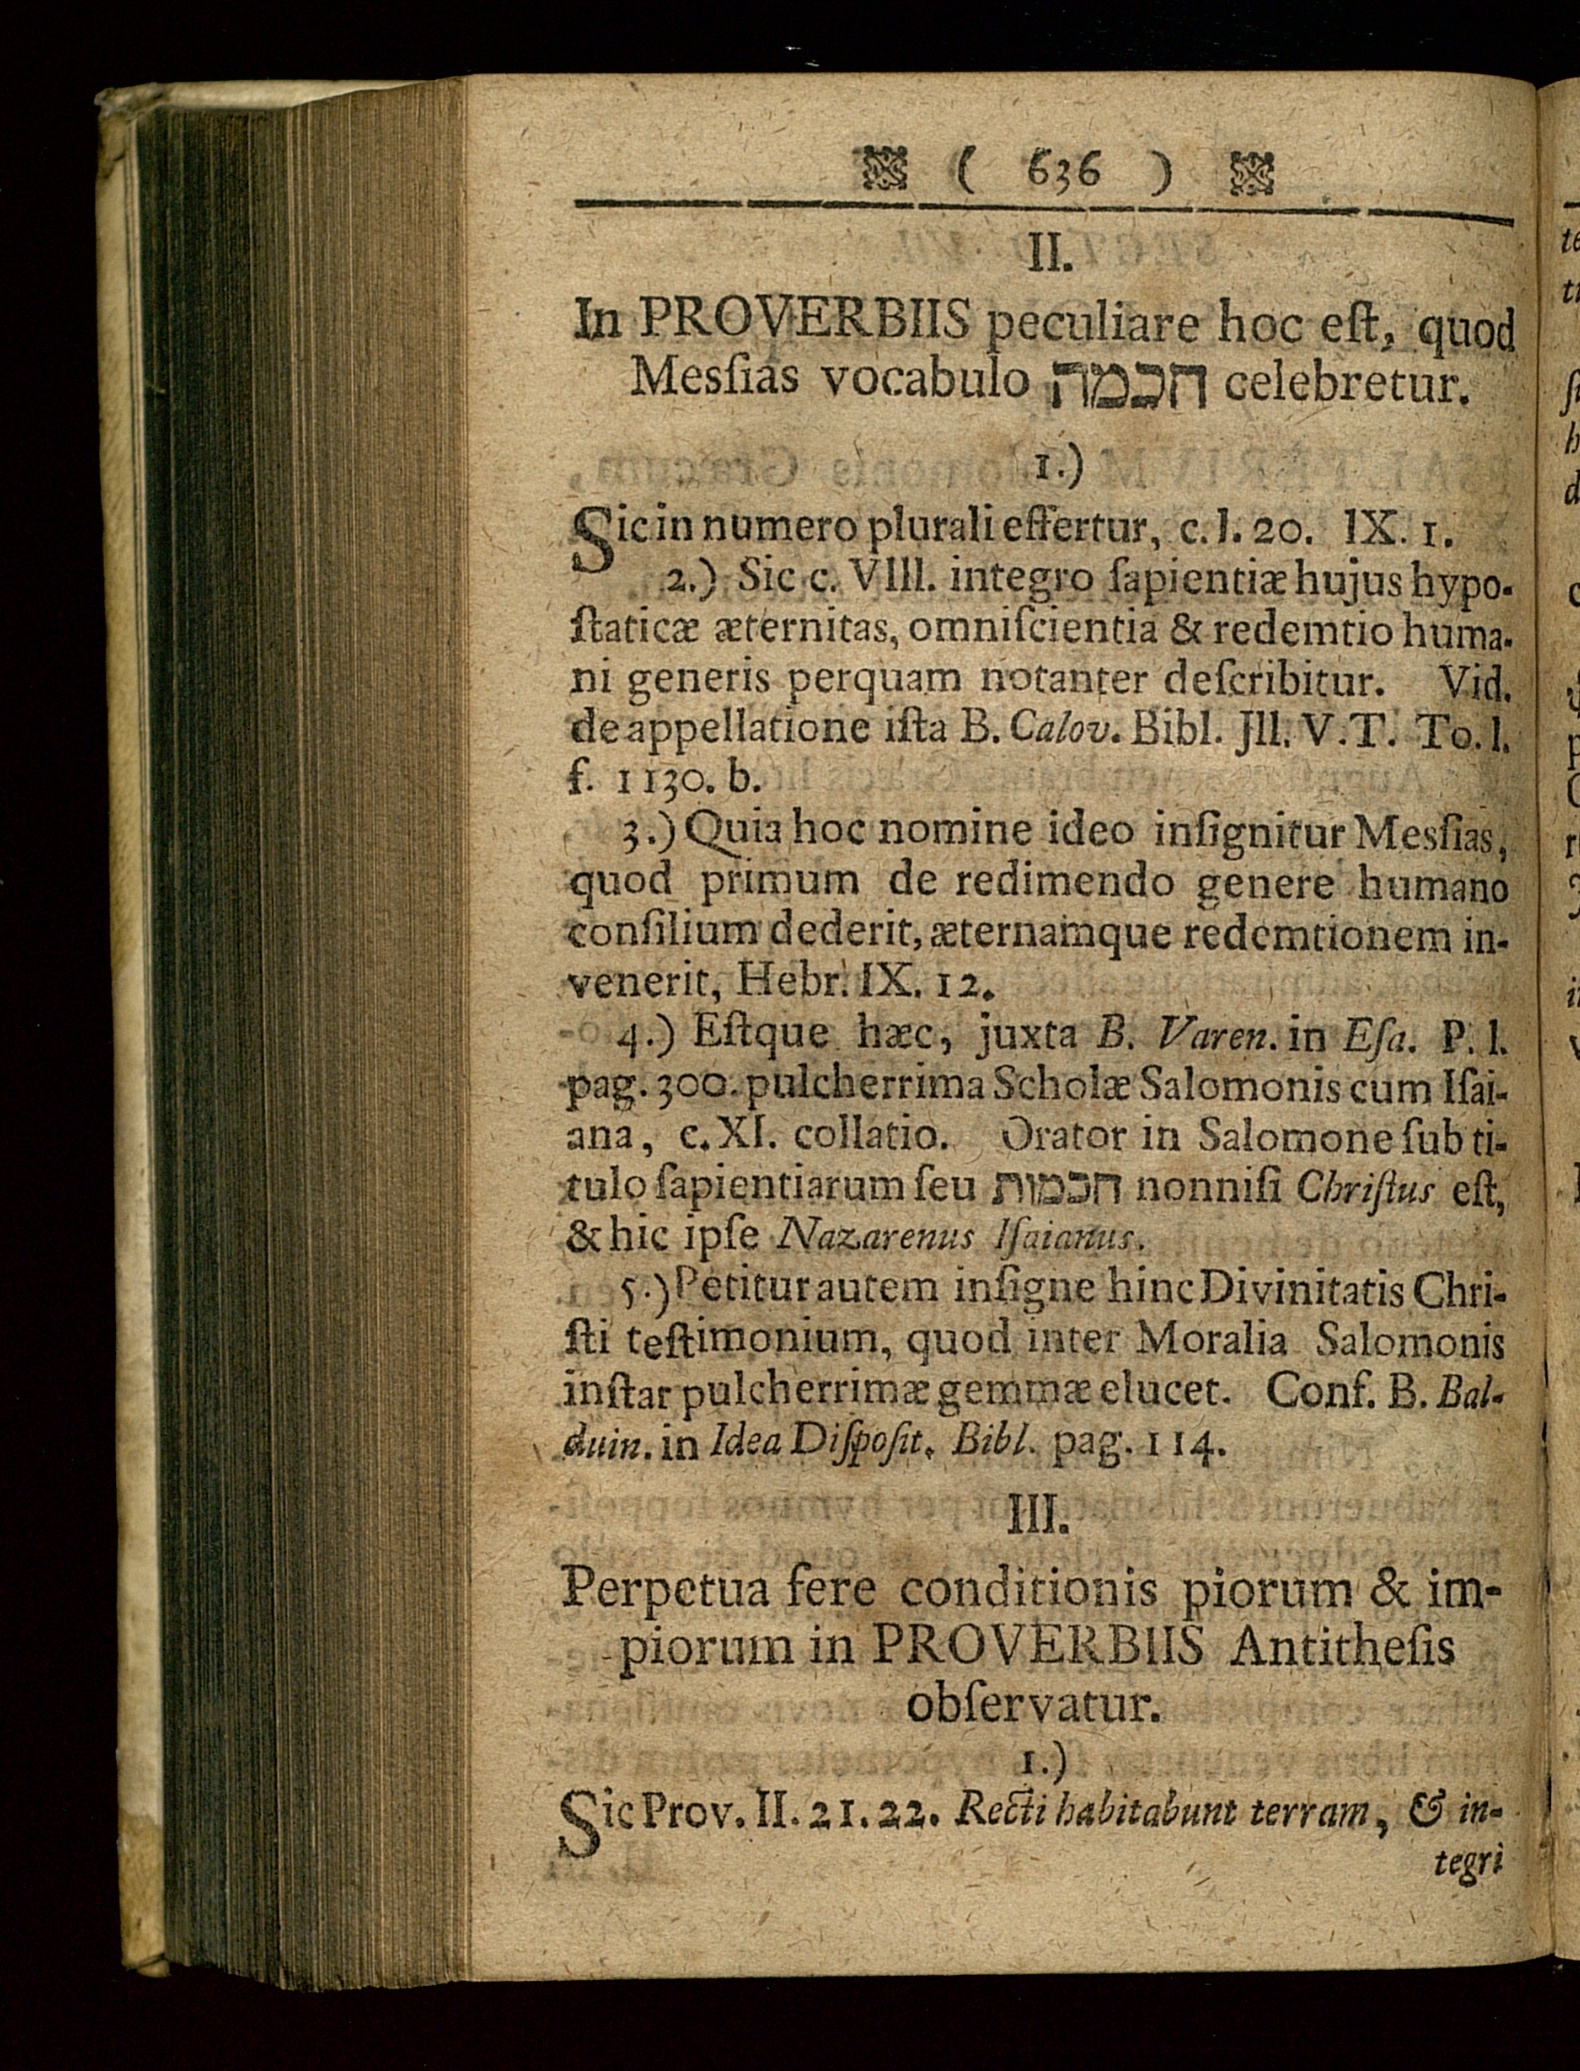 ( 636 )
II.
In PROVERBIIS peculiare hoc eſt, quod
Mesſias vocabulo חכמה celebretur.
1.)
Sic in numero plurali effertur, c. I. 20. IX. 1.
2.) Sic c. VIII. integro ſapientiæ hujus hypo-
ſtaticæ æternitas, omniſcientia & redemtio huma-
ni generis perquam notanter deſcribitur. Vid.
de appellatione iſta B. Calov. Bibl. Jll. V. T. To. I.
f. 1130. b.
3.) Quia hoc nomine ideo inſignitur Mesſias,
quod primum de redimendo genere humano
conſilium dederit, æternamque redemtionem in-
venerit, Hebr. IX. 12.
4.) Eſtque hæc, juxta B. Varen. in Eſa. P. I.
pag. 300. pulcherrima Scholæ Salomonis cum Iſai-
ana, c. XI. collatio. Orator in Salomone ſub ti-
tulo ſapientiarum ſeu חכמות nonniſi Chriſtus eſt,
& hic ipſe Nazarenus Iſaianus.
5.) Petitur autem inſigne hinc Divinitatis Chri-
ſti teſtimonium, quod inter Moralia Salomonis
inſtar pulcherrimæ gemmæ elucet. Conf. B. Bal-
duin. in Idea Diſpoſit. Bibl. pag. 114.
III.
Perpetua fere conditionis piorum & im-
piorum in PROVERBIIS Antitheſis
obſervatur.
1.)
Sic Prov. II. 21. 22. Recti habitabunt terram, & in-
tegri